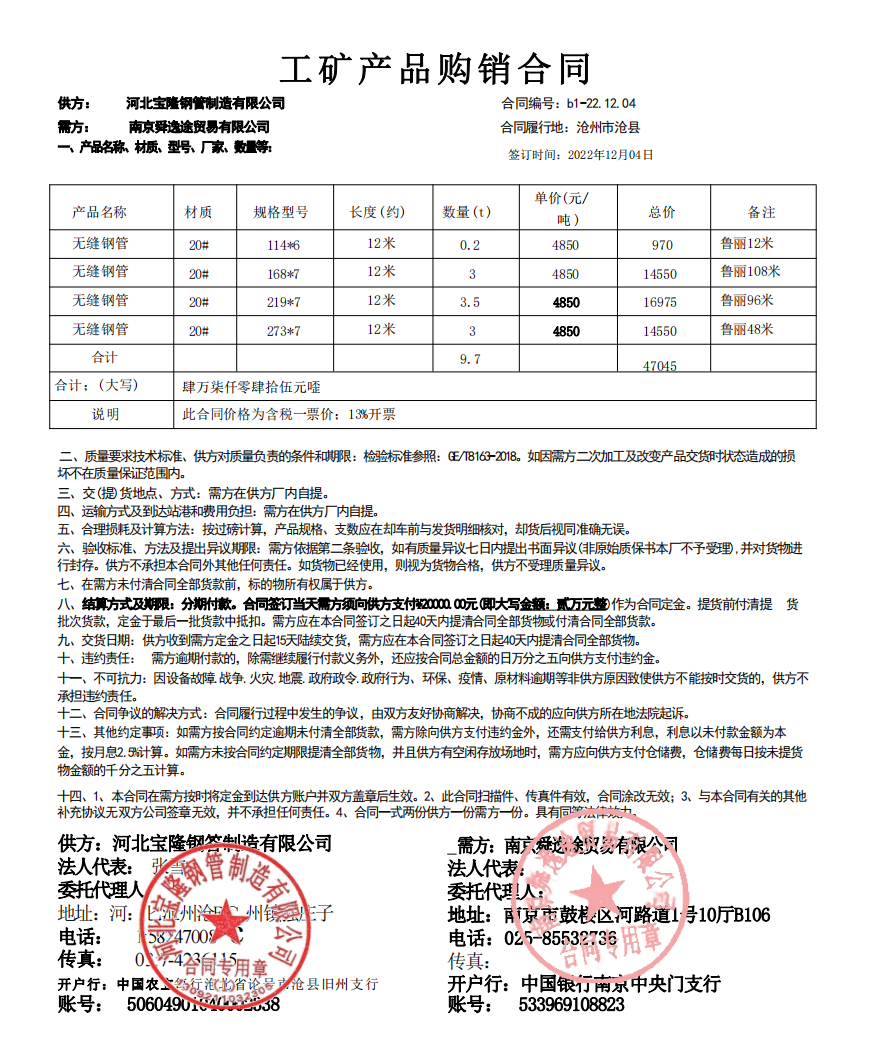 工矿产品购销合同
供方： 河北宝隆钢管制造有限公司 合同编号：b1-22.12.04
需方： 南京舜逸途贸易有限公司 合同履行地：沧州市沧县
一、产品名称、材质、型号、厂家、数量等： 签订时间：2022年12月04日
产品名称 材质 规格型号 长度(约) 数量(t) 单价(元/吨) 总价 备注
无缝钢管 20# 114*6 12米 0.2 4850 970 鲁丽12米
无缝钢管 20# 168*7 12米 3 4850 14550 鲁丽108米
无缝钢管 20# 219*7 12米 3.5 4850 16975 鲁丽96米
无缝钢管 20# 273*7 12米 3 4850 14550 鲁丽48米
合计 9.7 47045
合计；(大写) 肆万柒仟零肆拾伍元
说明 此合同价格为含税一票价；13%开票
二、质量要求技术标准、供方对质量负责的条件和期限：检验标准参照：GB/T8163-2018。如因需方二次加工及改变产品交货时状态造成的损
坏不在质量保证范围内。
三、交(提)货地点、方式：需方在供方厂内自提。
四、运输方式及到达站港和费用负担：需方在供方厂内自提。
五、合理损耗及计算方法：按过磅计算，产品规格、支数应在却车前与发货明细核对，却货后视同准确无误。
六、验收标准、方法及提出异议期限：需方依据第二条验收，如有质量异议七日内提出书面异议(非原始质保书本厂不予受理),并对货物进
行封存。供方不承担本合同外其他任何责任。如货物已经使用，则视为货物合格，供方不受理质量异议。
七、在需方未付清合同全部货款前，标的物所有权属于供方。
八、结算方式及期限：分期付款。合同签订当天需方须向供方支付¥20000.00元(即大写金额：贰万元整)作为合同定金。提货前付清提 货
批次货款，定金于最后一批货款中抵扣。需方应在本合同签订之日起40天内提清合同全部货物或付清合同全部货款。
九、交货日期：供方收到需方定金之日起15天陆续交货，需方应在本合同签订之日起40天内提清合同全部货物。
十、违约责任： 需方逾期付款的，除需继续履行付款义务外，还应按合同总金额的日万分之五向供方支付违约金。
十一、不可抗力：因设备故障.战争.火灾.地震.政府政令.政府行为、环保、疫情、原材料逾期等非供方原因致使供方不能按时交货的，供方不
承担违约责任。
十二、合同争议的解决方式：合同履行过程中发生的争议，由双方友好协商解决，协商不成的应向供方所在地法院起诉。
十三、其他约定事项：如需方按合同约定逾期未付清全部货款，需方除向供方支付违约金外，还需支付给供方利息，利息以未付款金额为本
金，按月息2.5%计算。如需方未按合同约定期限提清全部货物，并且供方有空闲存放场地时，需方应向供方支付仓储费，仓储费每日按未提货
物金额的千分之五计算。
十四、1、本合同在需方按时将定金到达供方账户并双方盖章后生效。2、此合同扫描件、传真件有效，合同涂改无效；3、与本合同有关的其他
补充协议无双方公司签章无效，并不承担任何责任。4、合同一式两份供方一份需方一份。具有同等法律效力。
供方：河北宝隆钢管制造有限公司 _需方：南京舜逸途贸易有限公司
法人代表： 张 法人代表：
委托代理人 委托代理人：
地址：河 庄子 地址：南京市鼓楼区河路道1号10厅B106
电话： 电话：025-85532736
传真： 传真：
开户行：中国农业银行 沧县旧州支行 开户行：中国银行南京中央门支行
账号： 账号： 533969108823
河北宝隆钢管制造有限公司
合同专用章
(1)
合同专用章